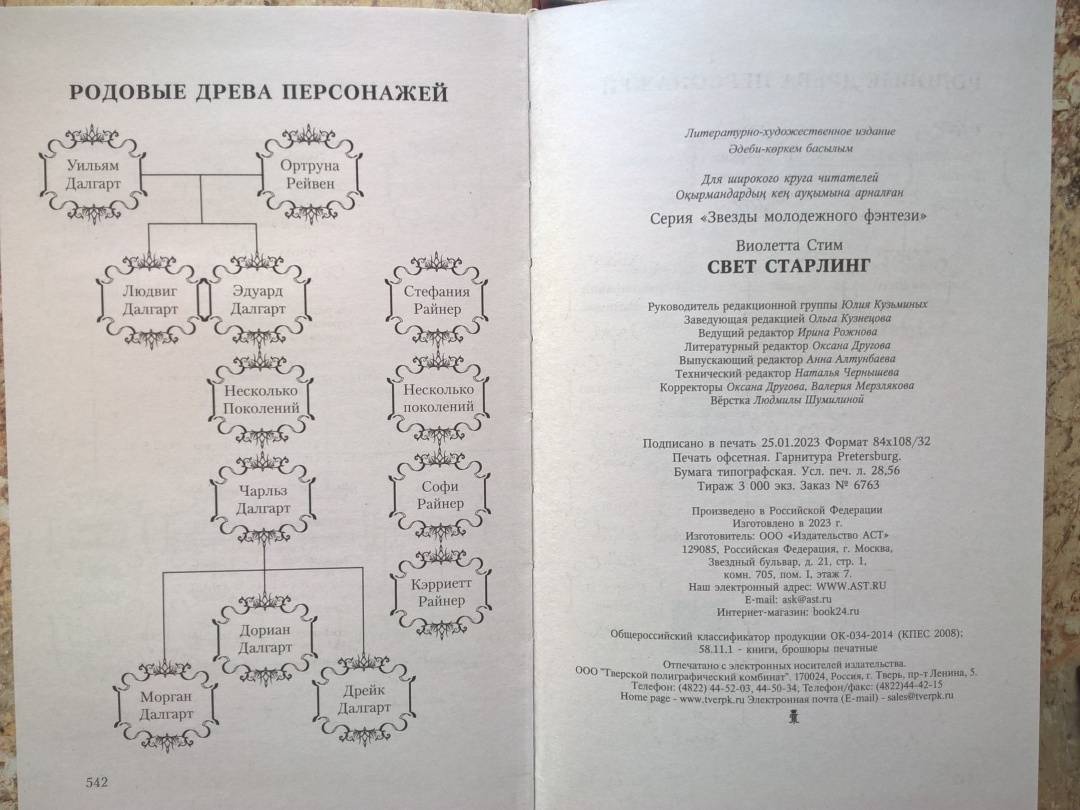 РОДОВЫЕ ДРЕВА ПЕРСОНАЖЕЙ
Уильям
Далгарт
Ортруна
Рейвен
Людвиг
Далгарт
Эдуард
Далгарт
Стефания
Райнер
Несколько
Поколений
Несколько
поколений
Чарльз
Далгарт
Софи
Райнер
Кэрриетт
Райнер
Дориан
Далгарт
Морган
Далгарт
Дрейк
Далгарт
542
Литературно-художественное издание
Әдеби-көркем басылым
Для широкого круга читателей
Оқырмандардың кең ауқымына арналған
Серия «Звезды молодежного фэнтези»
Виолетта Стим
СВЕТ СТАРЛИНГ
Руководитель редакционной группы Юлия Кузьминых
Заведующая редакцией Ольга Кузнецова
Ведущий редактор Ирина Рожнова
Литературный редактор Оксана Другова
Выпускающий редактор Анна Алтунбаева
Технический редактор Наталья Чернышева
Корректоры Оксана Другова, Валерия Мерзлякова
Вёрстка Людмилы Шумилиной
Подписано в печать 25.01.2023 Формат 84x108/32
Печать офсетная. Гарнитура Pretersburg.
Бумага типографская. Усл. печ. л. 28,56
Тираж 3 000 экз. Заказ № 6763
Произведено в Российской Федерации
Изготовлено в 2023 г.
Изготовитель: ООО «Издательство АСТ»
129085, Российская Федерация, г. Москва,
Звездный бульвар, д. 21, стр. 1,
комн. 705, пом. I, этаж 7.
Наш электронный адрес: WWW.AST.RU
E-mail: ask@ast.ru
Интернет-магазин: book24.ru
Общероссийский классификатор продукции ОК-034-2014 (КПЕС 2008);
58.11.1 - книги, брошюры печатные
Отпечатано с электронных носителей издательства.
ООО "Тверской полиграфический комбинат". 170024, Россия, г. Тверь, пр-т Ленина, 5.
Телефон: (4822) 44-52-03, 44-50-34; Телефон/факс: (4822)44-42-15
Home page - www.tverpk.ru Электронная почта (E-mail) - sales@tverpk.ru